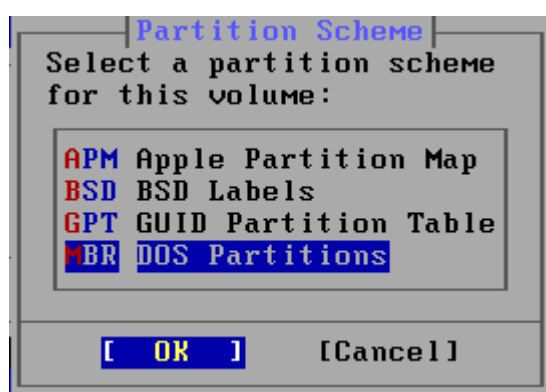 Partition Scheme
Select a partition scheme
for this volume:
APM Apple Partition Map
BSD BSD Labels
GPT GUID Partition Table
MBR DOS Partitions
[ OK ] [Cancel]